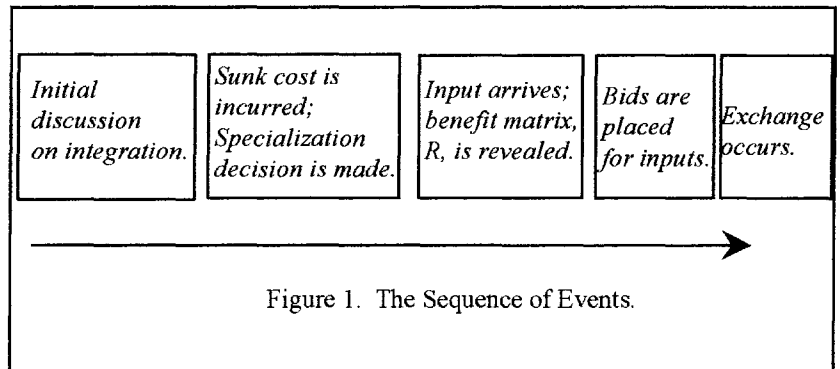 Initial
discussion
on integration.
Sunk cost is
incurred;
Specialization
decision is made.
Input arrives;
benefit matrix,
R, is revealed.
Bids are
placed
for inputs.
Exchange
occurs.
Figure 1. The Sequence of Events.